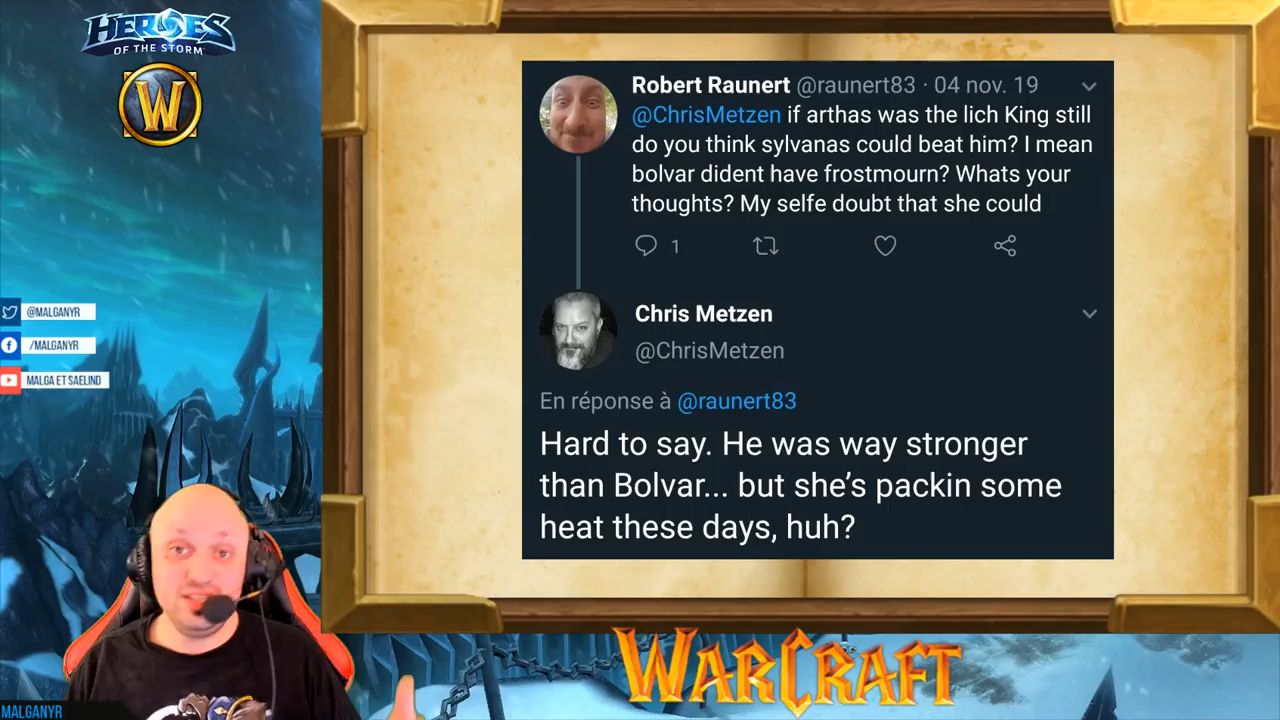 HEROES
OF THE STORM
W
@MALGANYR
/MALGANYR
MALGA ET SAELIND
Robert Raunert @raunert83 · 04 nov. 19
@ChrisMetzen if arthas was the lich King still
do you think sylvanas could beat him? I mean
bolvar dident have frostmourn? Whats your
thoughts? My selfe doubt that she could
1
Chris Metzen
@ChrisMetzen
En réponse à @raunert83
Hard to say. He was way stronger
than Bolvar... but she’s packin some
heat these days, huh?
WARCRAFT
MALGANYR